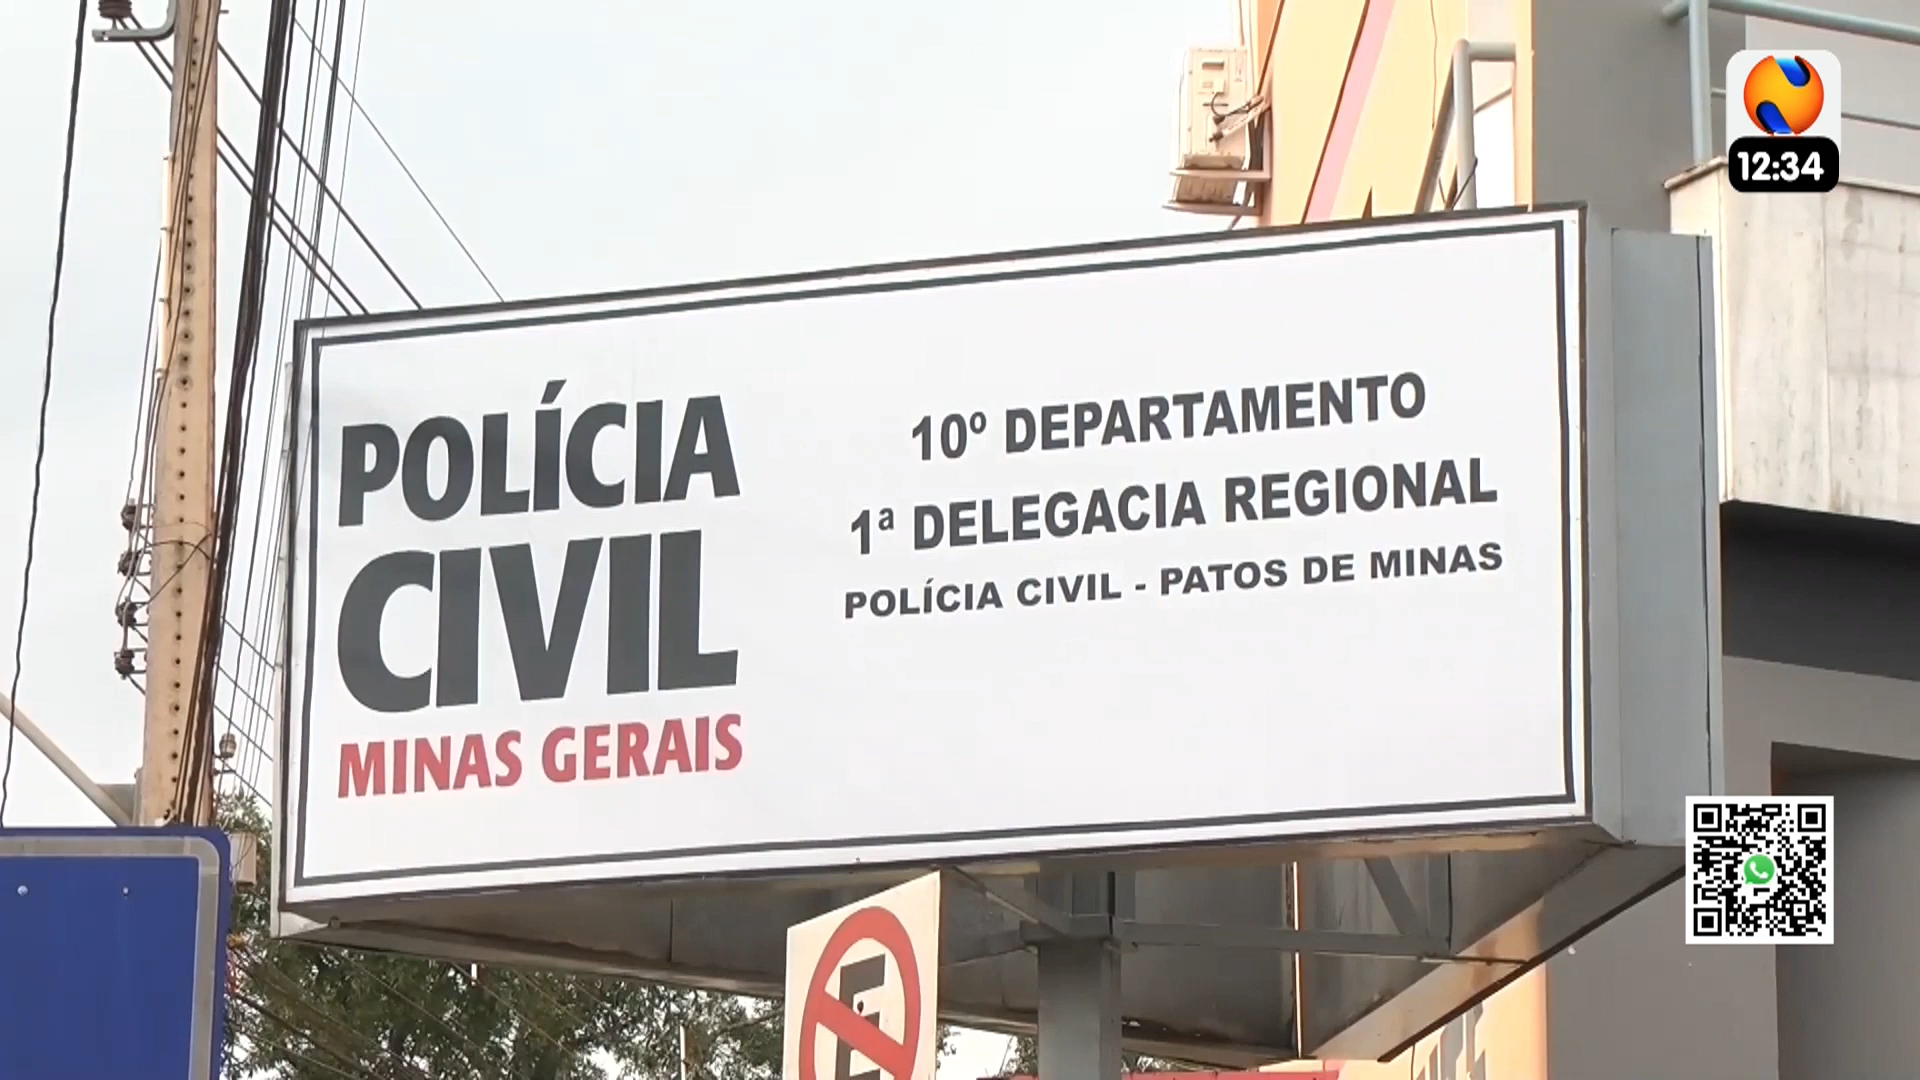 12:34
POLÍCIA
CIVIL
MINAS GERAIS
10º DEPARTAMENTO
1ª DELEGACIA REGIONAL
POLÍCIA CIVIL - PATOS DE MINAS
E